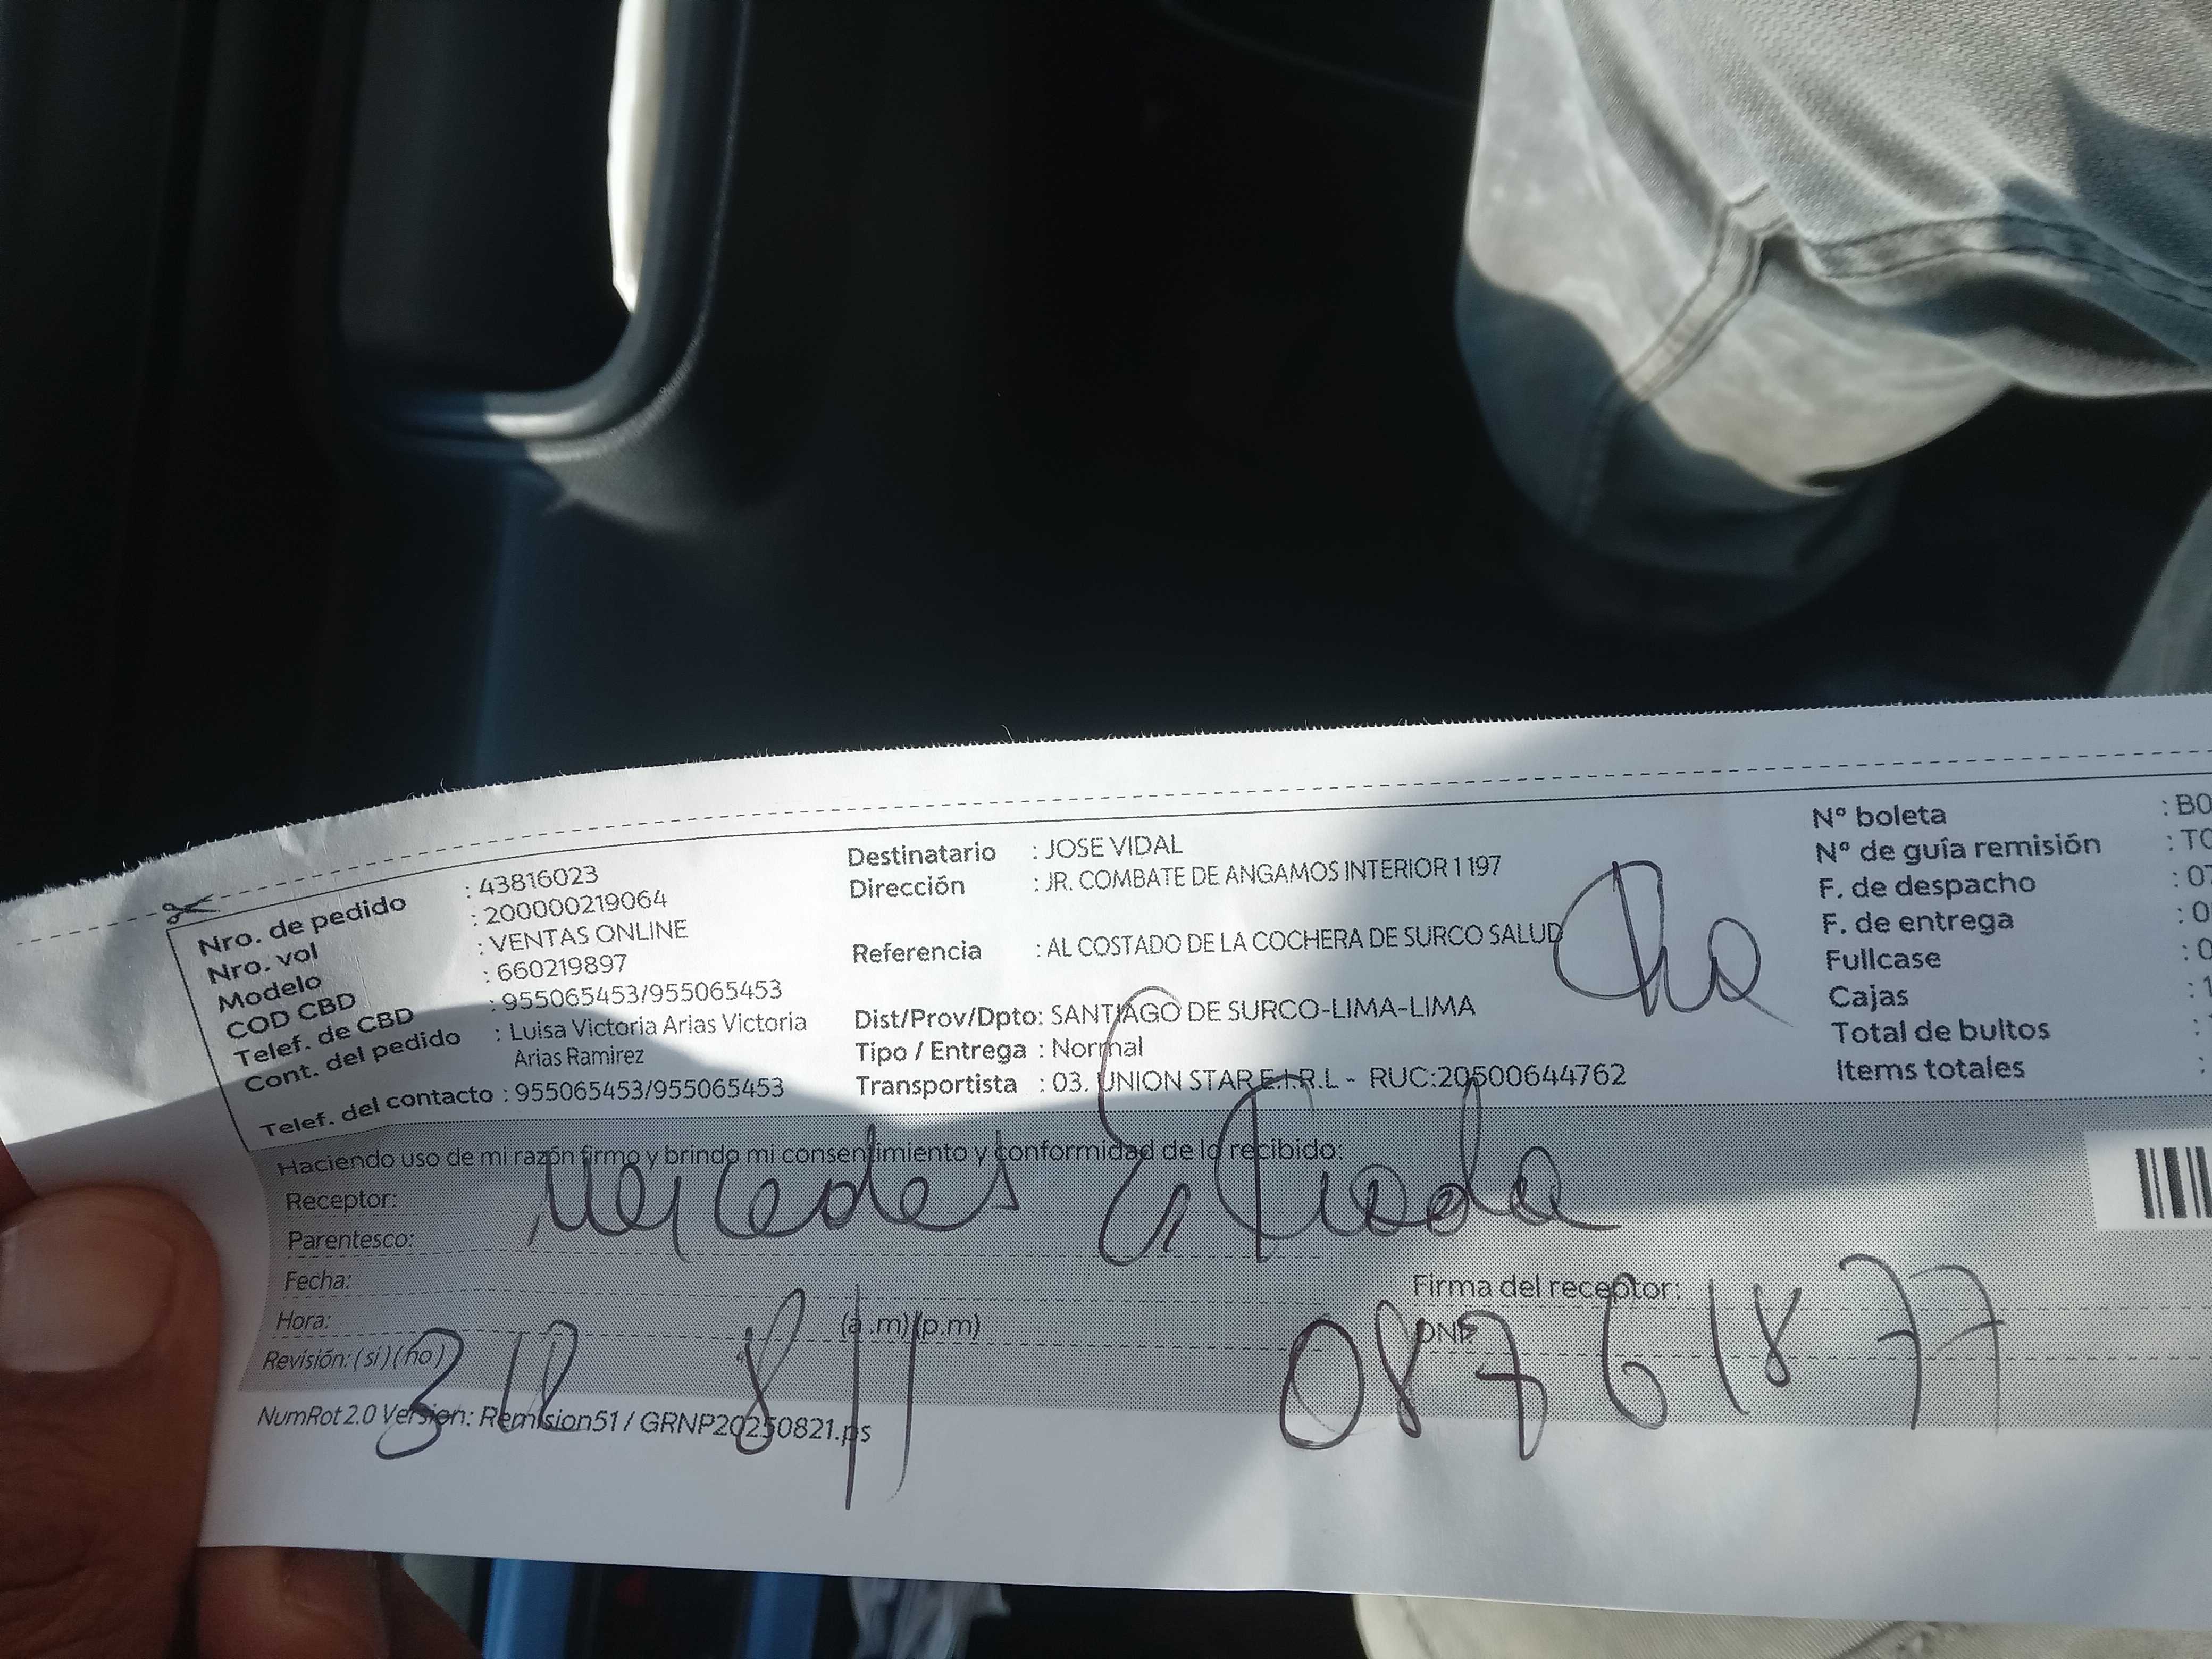 Nro. de pedido : 43816023
Nro. vol : 200000219064
Modelo : VENTAS ONLINE
COD CBD : 660219897
Telef. de CBD : 955065453/955065453
Cont. del pedido : Luisa Victoria Arias Victoria
Arias Ramirez
Telef. del contacto : 955065453/955065453
Destinatario : JOSE VIDAL
Dirección : JR. COMBATE DE ANGAMOS INTERIOR 1 197
Referencia : AL COSTADO DE LA COCHERA DE SURCO SALUD
Dist/Prov/Dpto: SANTIAGO DE SURCO-LIMA-LIMA
Tipo / Entrega : Normal
Transportista : 03. UNION STAR E.I.R.L - RUC:20500644762
Nº boleta : B0
Nº de guía remisión : T0
F. de despacho : 07
F. de entrega : 0
Fullcase : 0
Cajas : 1
Total de bultos :
Items totales :
Haciendo uso de mi razón firmo y brindo mi consentimiento y conformidad de lo recibido:
Receptor: Mercedes
Parentesco:
Fecha:
Firma del receptor:
Hora: (a.m)(p.m)
DNI: 08761877
Revisión: (si) (no)
NumRot 2.0 Version: Remision51 / GRNP20250821.ps